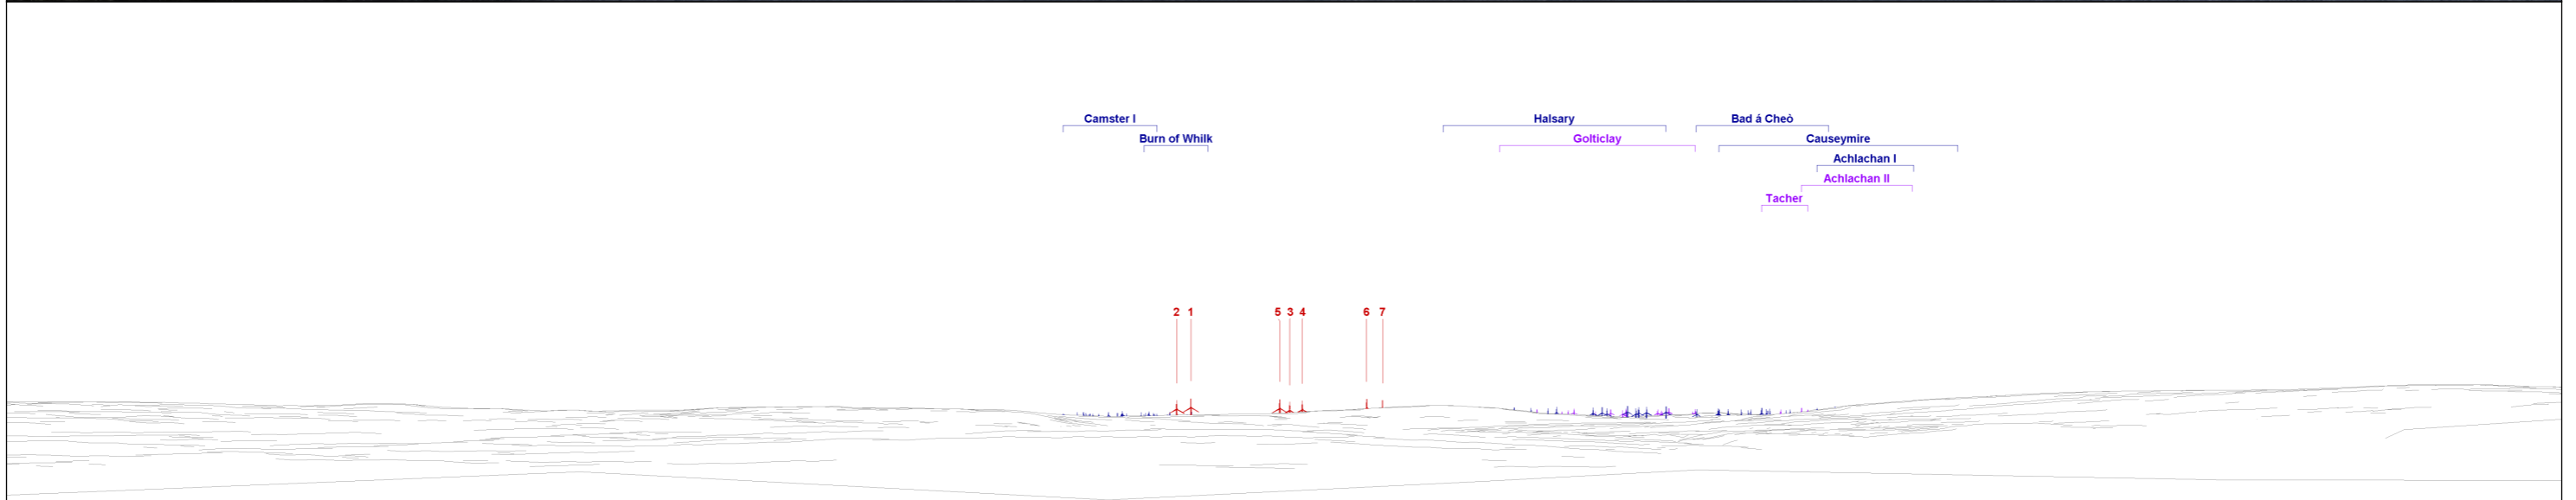 Camster I
Halsary
Bad á Cheò
Burn of Whilk
Golticlay
Causeymire
Achlachan I
Achlachan II
Tacher
2 1 5 3 4 6 7